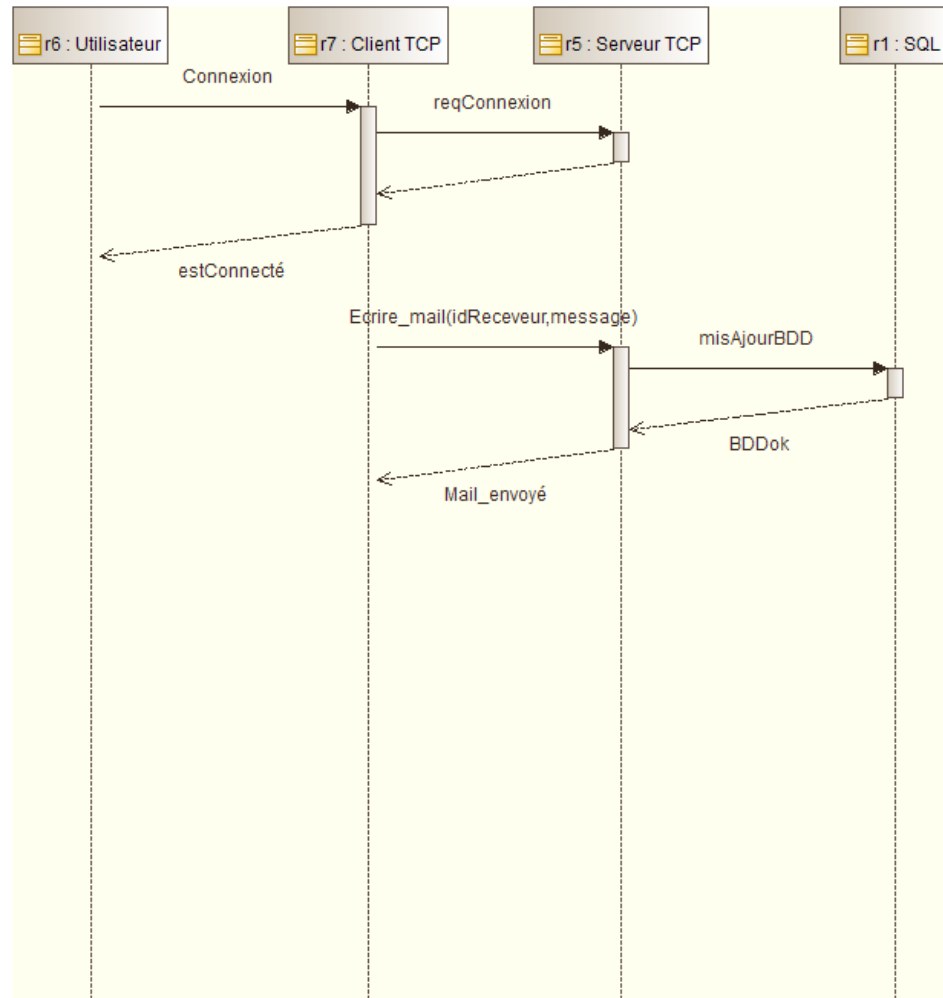 r6 : Utilisateur
r7 : Client TCP
r5 : Serveur TCP
r1 : SQL
Connexion
reqConnexion
estConnecté
Ecrire_mail(idReceveur,message)
misAjourBDD
BDDok
Mail_envoyé